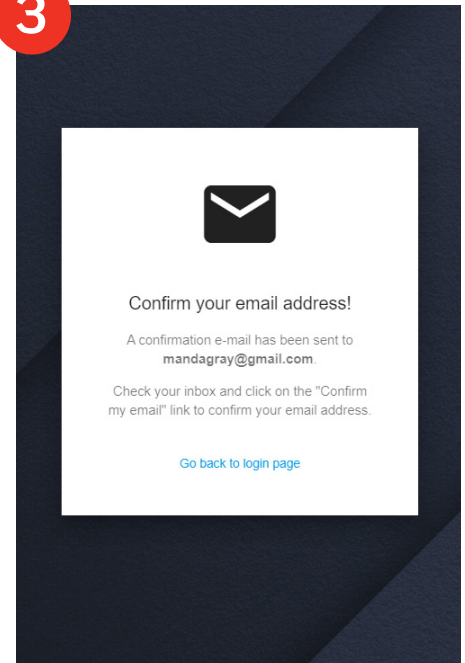 3
Confirm your email address!
A confirmation e-mail has been sent to
mandagray@gmail.com.
Check your inbox and click on the "Confirm
my email" link to confirm your email address.
Go back to login page